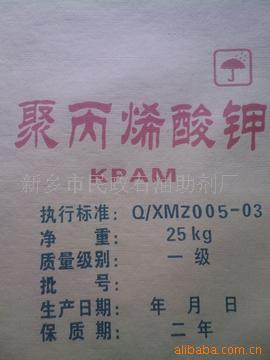 聚丙烯酸钾
KPAM
新乡市民政石油助剂厂
执行标准：Q/XMZ005-03
净 重： 25kg
质量级别： 一级
批 号：
生产日期： 年 月 日
保 质 期： 二年
alibaba.com.cn